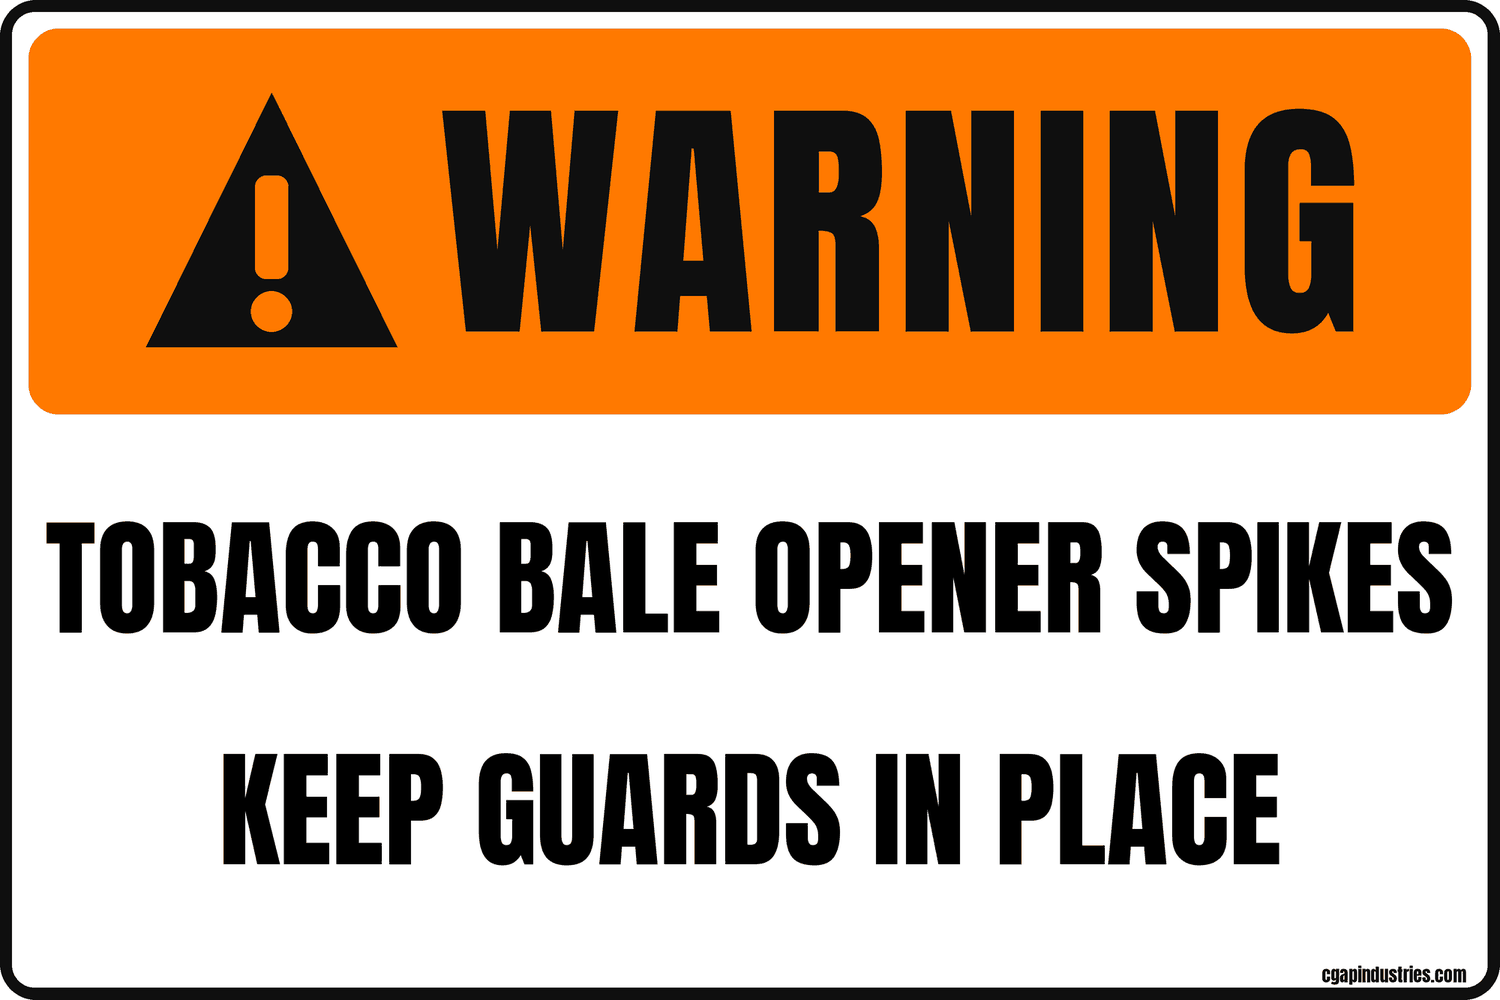 WARNING
TOBACCO BALE OPENER SPIKES
KEEP GUARDS IN PLACE
cgapindustries.com